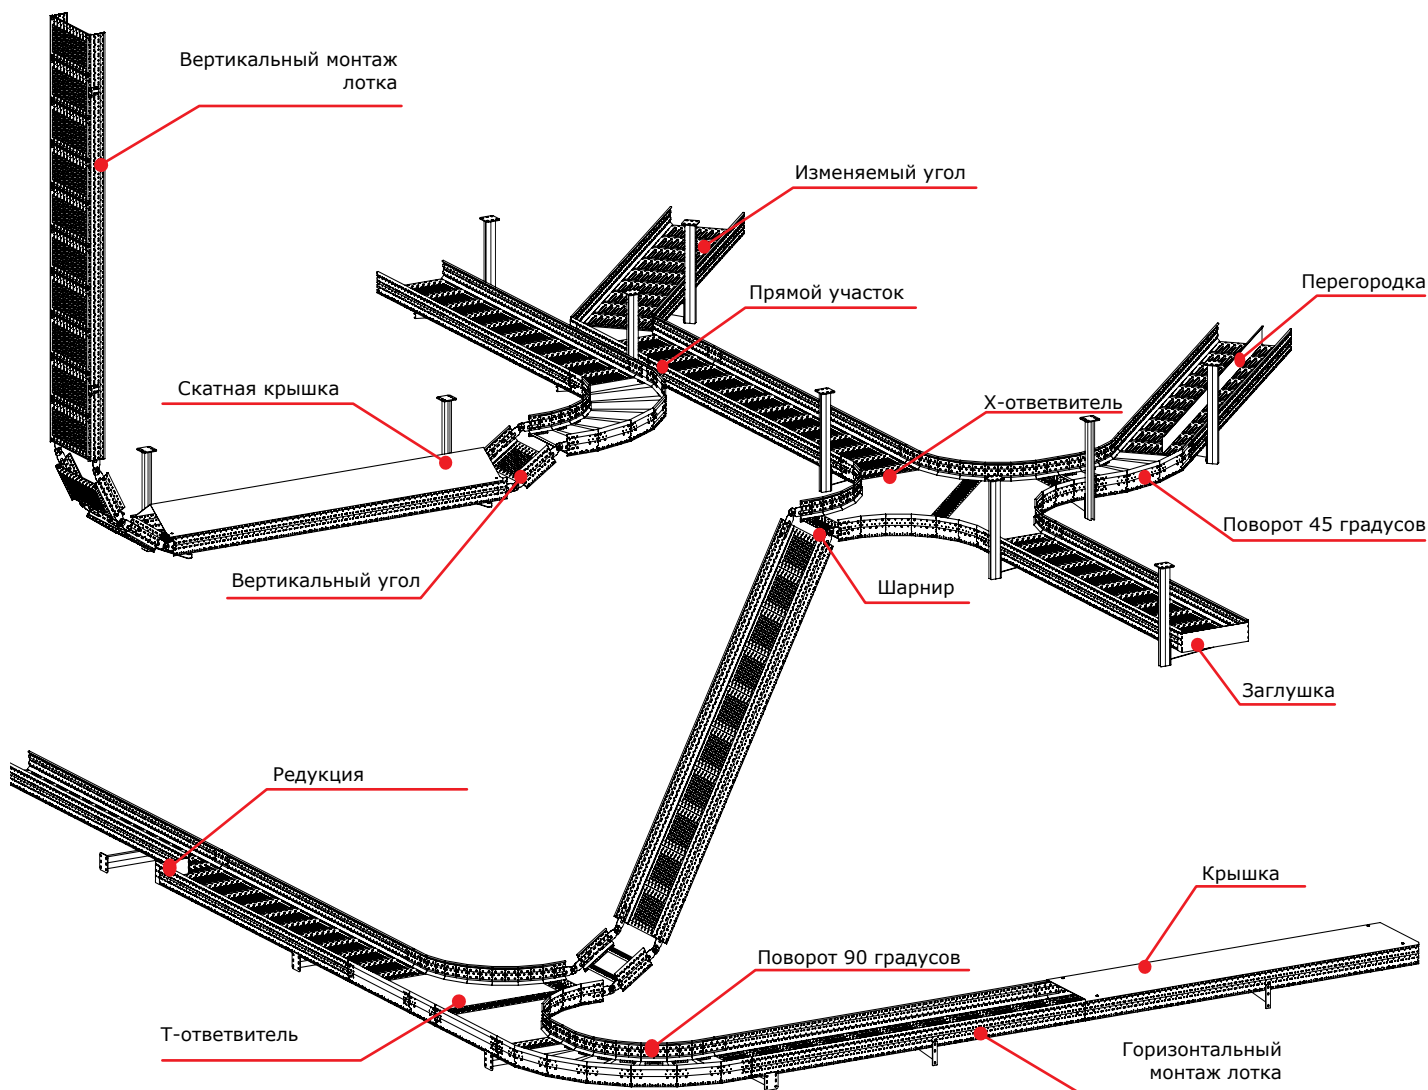 Вертикальный монтаж
лотка
Изменяемый угол
Перегородка
Прямой участок
Скатная крышка
X-ответвитель
Поворот 45 градусов
Вертикальный угол
Шарнир
Заглушка
Редукция
Крышка
Поворот 90 градусов
Т-ответвитель
Горизонтальный
монтаж лотка